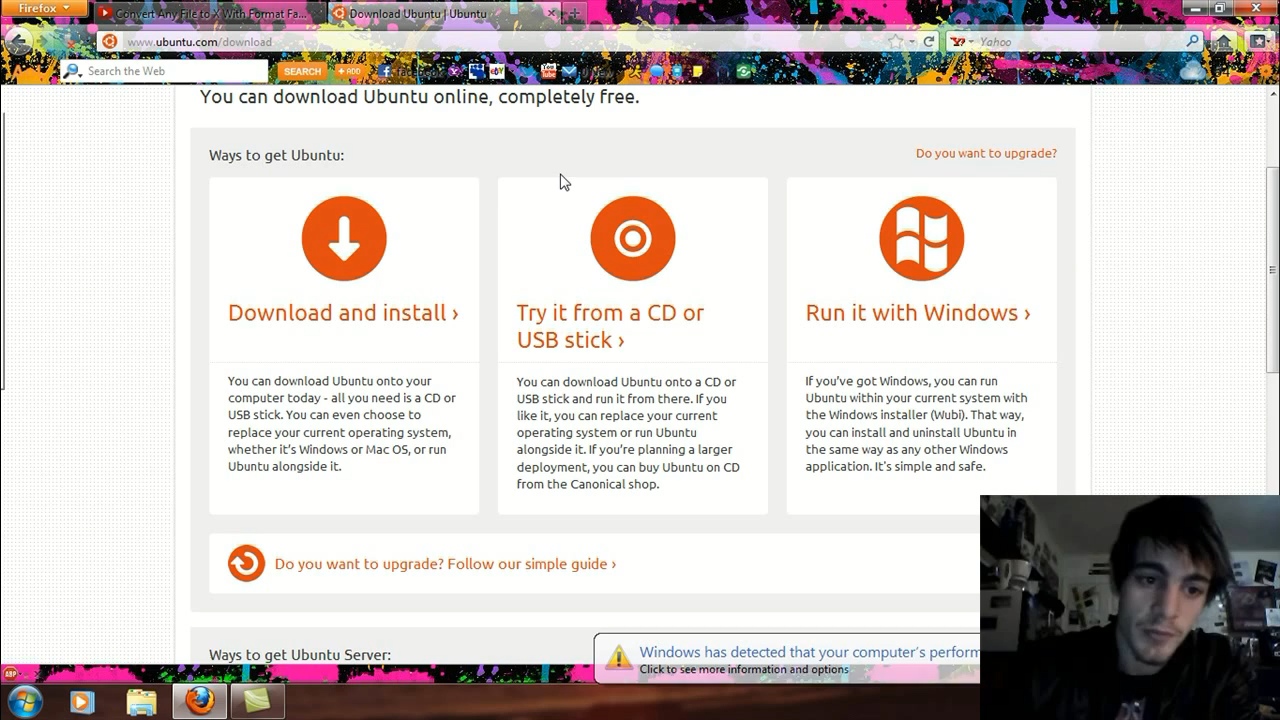 Firefox
Convert Any File to X With Format Fa...
Download Ubuntu | Ubuntu
www.ubuntu.com/download
Yahoo
Search the Web
SEARCH
+ ADD
You can download Ubuntu online, completely free.
Ways to get Ubuntu:
Do you want to upgrade?
Download and install ›
You can download Ubuntu onto your
computer today - all you need is a CD or
USB stick. You can even choose to
replace your current operating system,
whether it's Windows or Mac OS, or run
Ubuntu alongside it.
Try it from a CD or
USB stick ›
You can download Ubuntu onto a CD or
USB stick and run it from there. If you
like it, you can replace your current
operating system or run Ubuntu
alongside it. If you're planning a larger
deployment, you can buy Ubuntu on CD
from the Canonical shop.
Run it with Windows ›
If you've got Windows, you can run
Ubuntu within your current system with
the Windows installer (Wubi). That way,
you can install and uninstall Ubuntu in
the same way as any other Windows
application. It's simple and safe.
Do you want to upgrade? Follow our simple guide ›
Ways to get Ubuntu Server:
Windows has detected that your computer's perform
Click to see more information and options
ABP